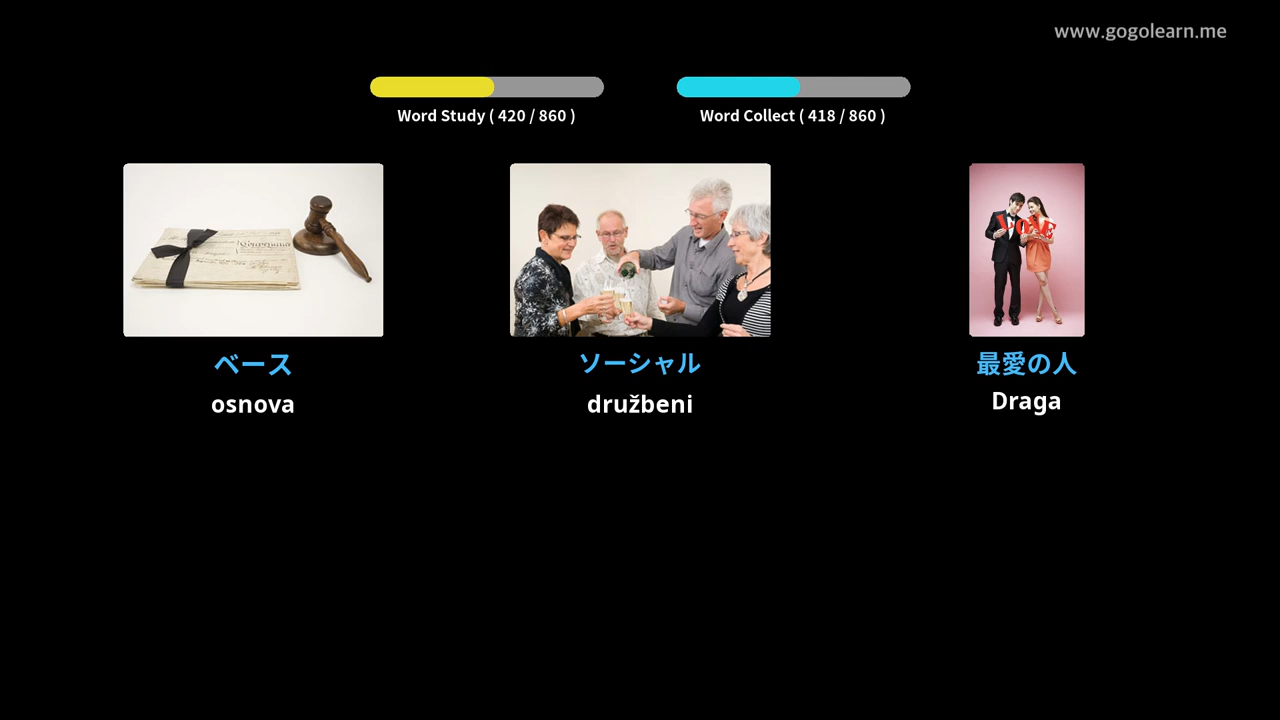 www.gogolearn.me
Word Study ( 420 / 860 )
Word Collect ( 418 / 860 )
ベース
osnova
ソーシャル
družbeni
最愛の人
Draga
LOVE